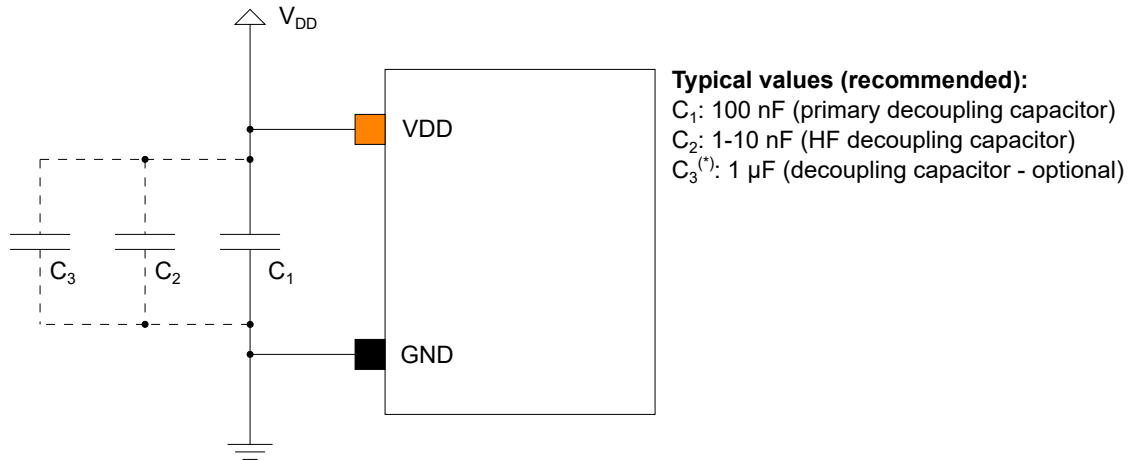 V_DD
Typical values (recommended):
C₁: 100 nF (primary decoupling capacitor)
C₂: 1-10 nF (HF decoupling capacitor)
C₃(*): 1 µF (decoupling capacitor - optional)
VDD
C₃
C₂
C₁
GND